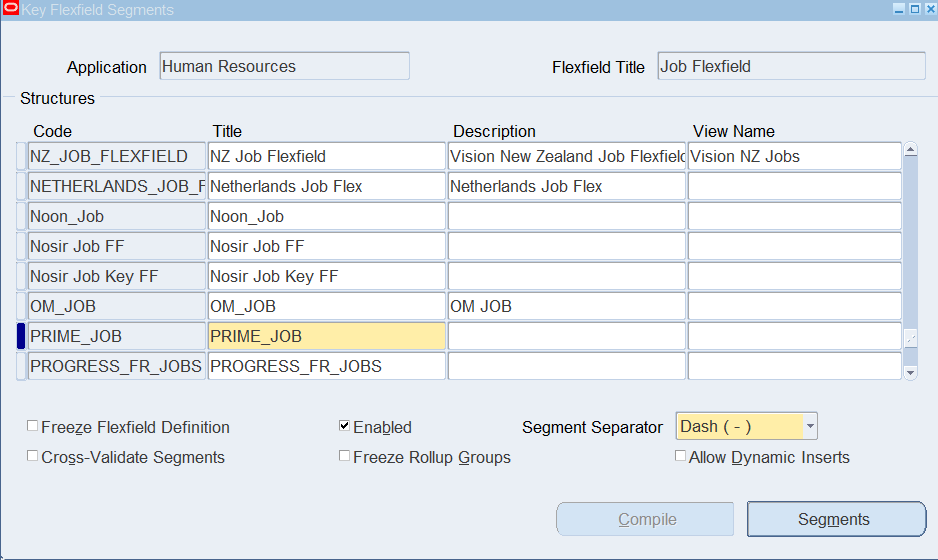 Key Flexfield Segments
Application Human Resources Flexfield Title Job Flexfield
Structures
Code Title Description View Name
NZ_JOB_FLEXFIELD NZ Job Flexfield Vision New Zealand Job Flexfield Vision NZ Jobs
NETHERLANDS_JOB_F Netherlands Job Flex Netherlands Job Flex
Noon_Job Noon_Job
Nosir Job FF Nosir Job FF
Nosir Job Key FF Nosir Job Key FF
OM_JOB OM_JOB OM JOB
PRIME_JOB PRIME_JOB
PROGRESS_FR_JOBS PROGRESS_FR_JOBS
Freeze Flexfield Definition Enabled Segment Separator Dash ( - )
Cross-Validate Segments Freeze Rollup Groups Allow Dynamic Inserts
Compile Segments